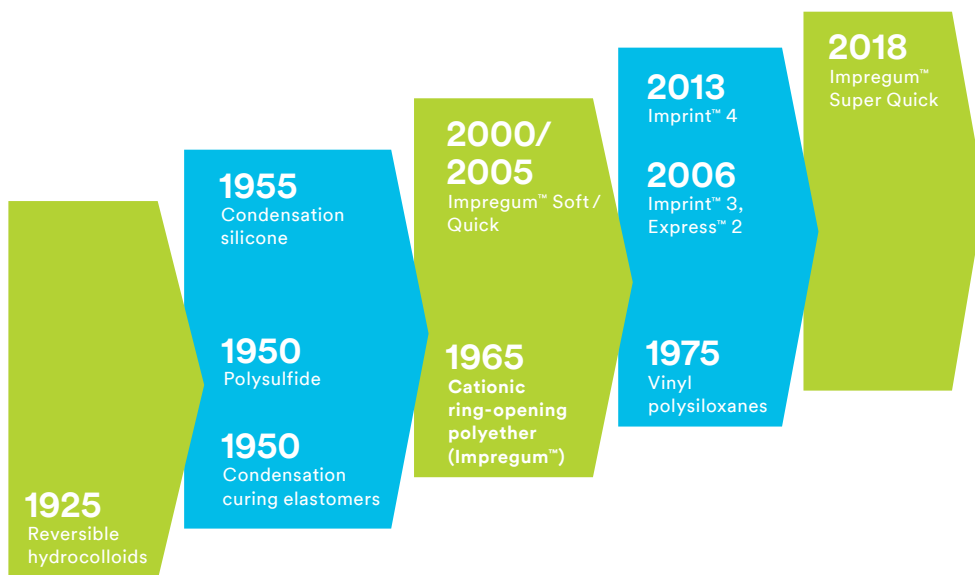 1925
Reversible
hydrocolloids
1955
Condensation
silicone
1950
Polysulfide
1950
Condensation
curing elastomers
2000/
2005
Impregum™ Soft /
Quick
1965
Cationic
ring-opening
polyether
(Impregum™)
2013
Imprint™ 4
2006
Imprint™ 3,
Express™ 2
1975
Vinyl
polysiloxanes
2018
Impregum™
Super Quick